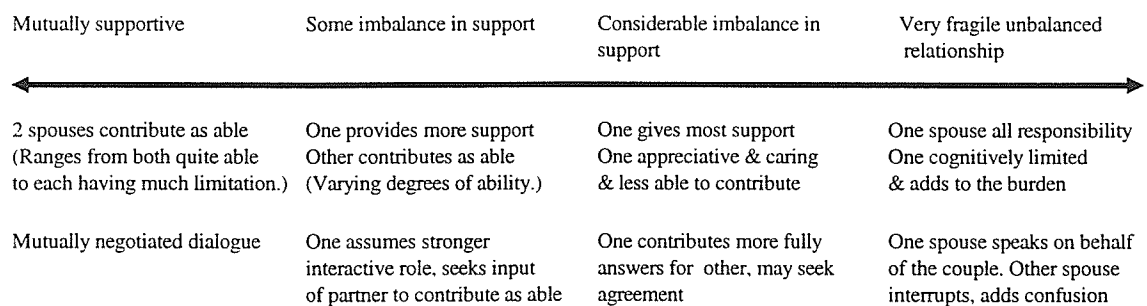 Mutually supportive
Some imbalance in support
Considerable imbalance in
support
Very fragile unbalanced
relationship
2 spouses contribute as able
(Ranges from both quite able
to each having much limitation.)
One provides more support
Other contributes as able
(Varying degrees of ability.)
One gives most support
One appreciative & caring
& less able to contribute
One spouse all responsibility
One cognitively limited
& adds to the burden
Mutually negotiated dialogue
One assumes stronger
interactive role, seeks input
of partner to contribute as able
One contributes more fully
answers for other, may seek
agreement
One spouse speaks on behalf
of the couple. Other spouse
interrupts, adds confusion